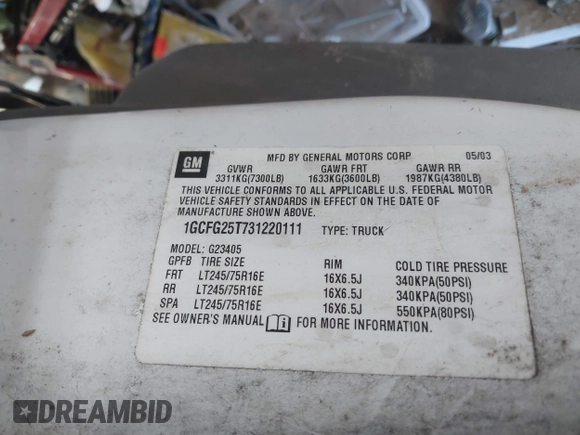 GM
MFD BY GENERAL MOTORS CORP 05/03
GVWR GAWR FRT GAWR RR
3311KG(7300LB) 1633KG(3600LB) 1987KG(4380LB)
THIS VEHICLE CONFORMS TO ALL APPLICABLE U.S. FEDERAL MOTOR
VEHICLE SAFETY STANDARDS IN EFFECT ON THE DATE OF
MANUFACTURE SHOWN ABOVE.
1GCFG25T731220111 TYPE: TRUCK
MODEL: G23405
GPFB TIRE SIZE RIM COLD TIRE PRESSURE
FRT LT245/75R16E 16X6.5J 340KPA(50PSI)
RR LT245/75R16E 16X6.5J 340KPA(50PSI)
SPA LT245/75R16E 16X6.5J 550KPA(80PSI)
SEE OWNER'S MANUAL i FOR MORE INFORMATION.
DREAMBID